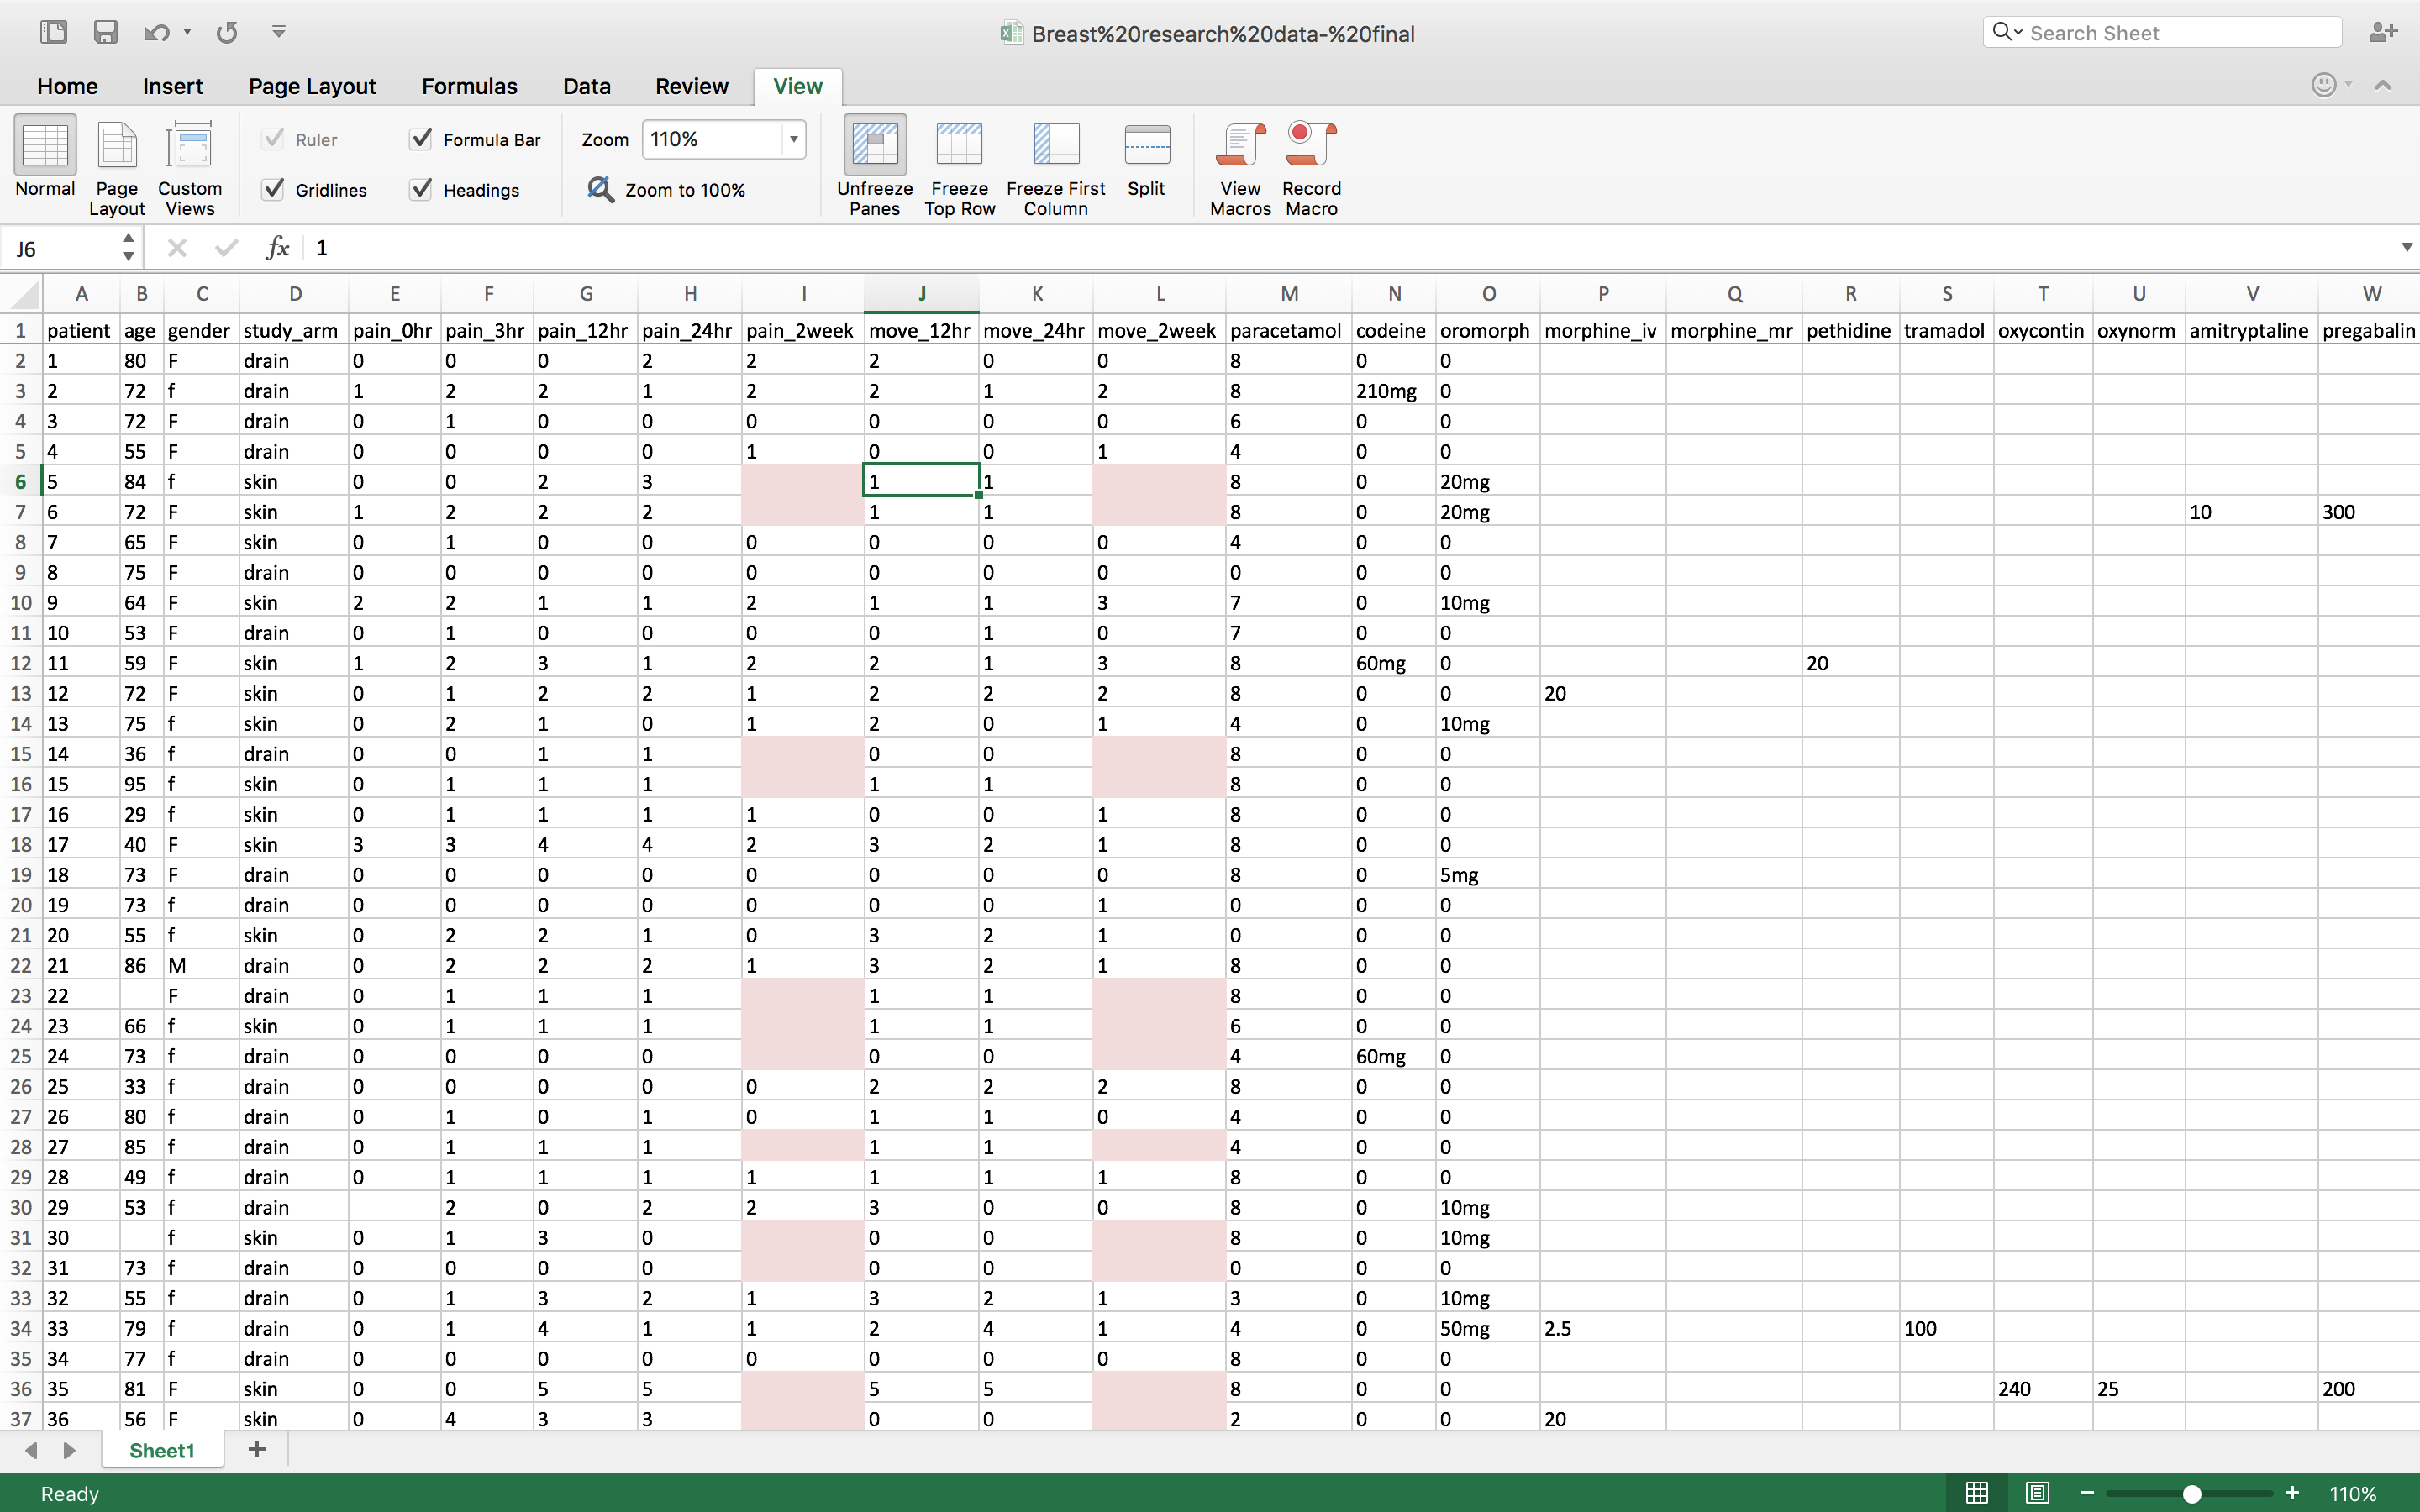 Breast%20research%20data-%20final
Search Sheet
Home Insert Page Layout Formulas Data Review View
Ruler Formula Bar Zoom 110%
Gridlines Headings Zoom to 100%
Normal Page Layout Custom Views Unfreeze Panes Freeze Top Row Freeze First Column Split View Macros Record Macro
J6 fx 1
A B C D E F G H I J K L M N O P Q R S T U V W
1 patient age gender study_arm pain_0hr pain_3hr pain_12hr pain_24hr pain_2week move_12hr move_24hr move_2week paracetamol codeine oromorph morphine_iv morphine_mr pethidine tramadol oxycontin oxynorm amitryptaline pregabalin
2 1 80 F drain 0 0 0 2 2 2 0 0 8 0 0
3 2 72 f drain 1 2 2 1 2 2 1 2 8 210mg 0
4 3 72 F drain 0 1 0 0 0 0 0 0 6 0 0
5 4 55 F drain 0 0 0 0 1 0 0 1 4 0 0
6 5 84 f skin 0 0 2 3 1 1 8 0 20mg
7 6 72 F skin 1 2 2 2 1 1 8 0 20mg 10 300
8 7 65 F skin 0 1 0 0 0 0 0 0 4 0 0
9 8 75 F drain 0 0 0 0 0 0 0 0 0 0 0
10 9 64 F skin 2 2 1 1 2 1 1 3 7 0 10mg
11 10 53 F drain 0 1 0 0 0 0 1 0 7 0 0
12 11 59 F skin 1 2 3 1 2 2 1 3 8 60mg 0 20
13 12 72 F skin 0 1 2 2 1 2 2 2 8 0 0 20
14 13 75 f skin 0 2 1 0 1 2 0 1 4 0 10mg
15 14 36 f drain 0 0 1 1 0 0 8 0 0
16 15 95 f skin 0 1 1 1 1 1 8 0 0
17 16 29 f skin 0 1 1 1 1 0 0 1 8 0 0
18 17 40 F skin 3 3 4 4 2 3 2 1 8 0 0
19 18 73 F drain 0 0 0 0 0 0 0 0 8 0 5mg
20 19 73 f drain 0 0 0 0 0 0 0 1 0 0 0
21 20 55 f skin 0 2 2 1 0 3 2 1 0 0 0
22 21 86 M drain 0 2 2 2 1 3 2 1 8 0 0
23 22 F drain 0 1 1 1 1 1 8 0 0
24 23 66 f skin 0 1 1 1 1 1 6 0 0
25 24 73 f drain 0 0 0 0 0 0 4 60mg 0
26 25 33 f drain 0 0 0 0 0 2 2 2 8 0 0
27 26 80 f drain 0 1 0 1 0 1 1 0 4 0 0
28 27 85 f drain 0 1 1 1 1 1 4 0 0
29 28 49 f drain 0 1 1 1 1 1 1 1 8 0 0
30 29 53 f drain 2 0 2 2 3 0 0 8 0 10mg
31 30 f skin 0 1 3 0 0 0 8 0 10mg
32 31 73 f drain 0 0 0 0 0 0 0 0 0
33 32 55 f drain 0 1 3 2 1 3 2 1 3 0 10mg
34 33 79 f drain 0 1 4 1 1 2 4 1 4 0 50mg 2.5 100
35 34 77 f drain 0 0 0 0 0 0 0 0 8 0 0
36 35 81 F skin 0 0 5 5 5 5 8 0 0 240 25 200
37 36 56 F skin 0 4 3 3 0 0 2 0 0 20
Sheet1
Ready 110%